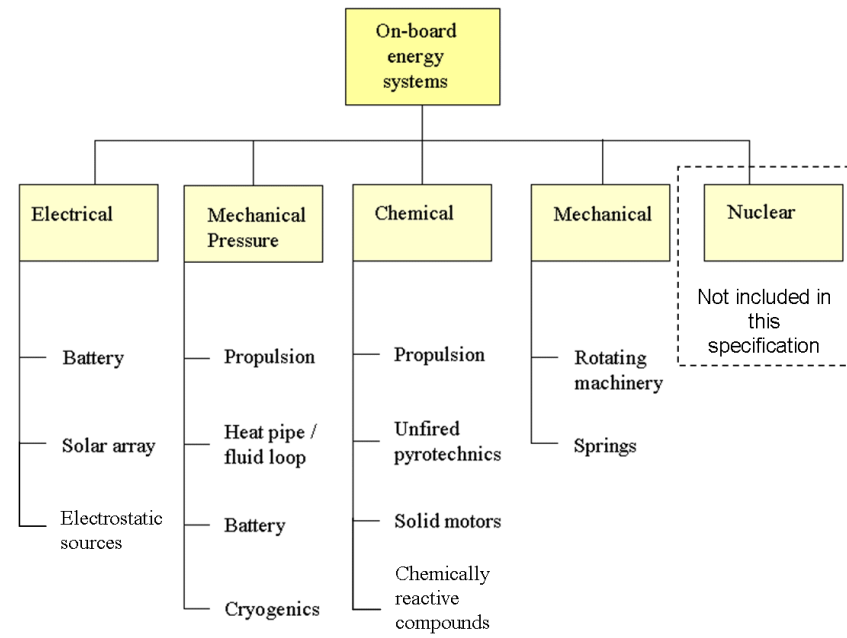 On-board
energy
systems
Electrical
Mechanical
Pressure
Chemical
Mechanical
Nuclear
Not included in
this
specification
Battery
Solar array
Electrostatic
sources
Propulsion
Heat pipe /
fluid loop
Battery
Cryogenics
Propulsion
Unfired
pyrotechnics
Solid motors
Chemically
reactive
compounds
Rotating
machinery
Springs